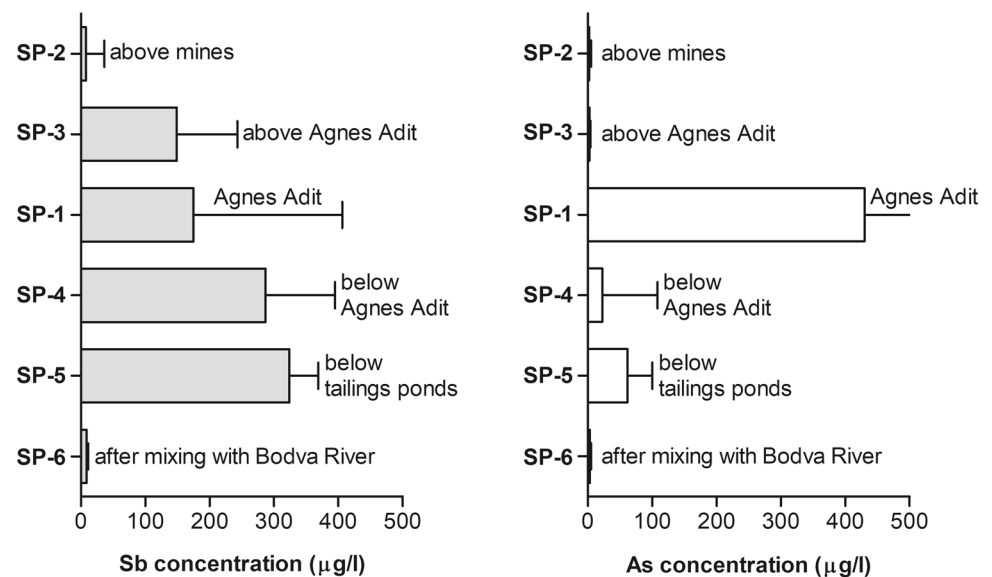 SP-2
above mines
SP-3
above Agnes Adit
SP-1
Agnes Adit
SP-4
below
Agnes Adit
SP-5
below
tailings ponds
SP-6
after mixing with Bodva River
0 100 200 300 400 500
Sb concentration (µg/l)
SP-2
above mines
SP-3
above Agnes Adit
SP-1
Agnes Adit
SP-4
below
Agnes Adit
SP-5
below
tailings ponds
SP-6
after mixing with Bodva River
0 100 200 300 400 500
As concentration (µg/l)